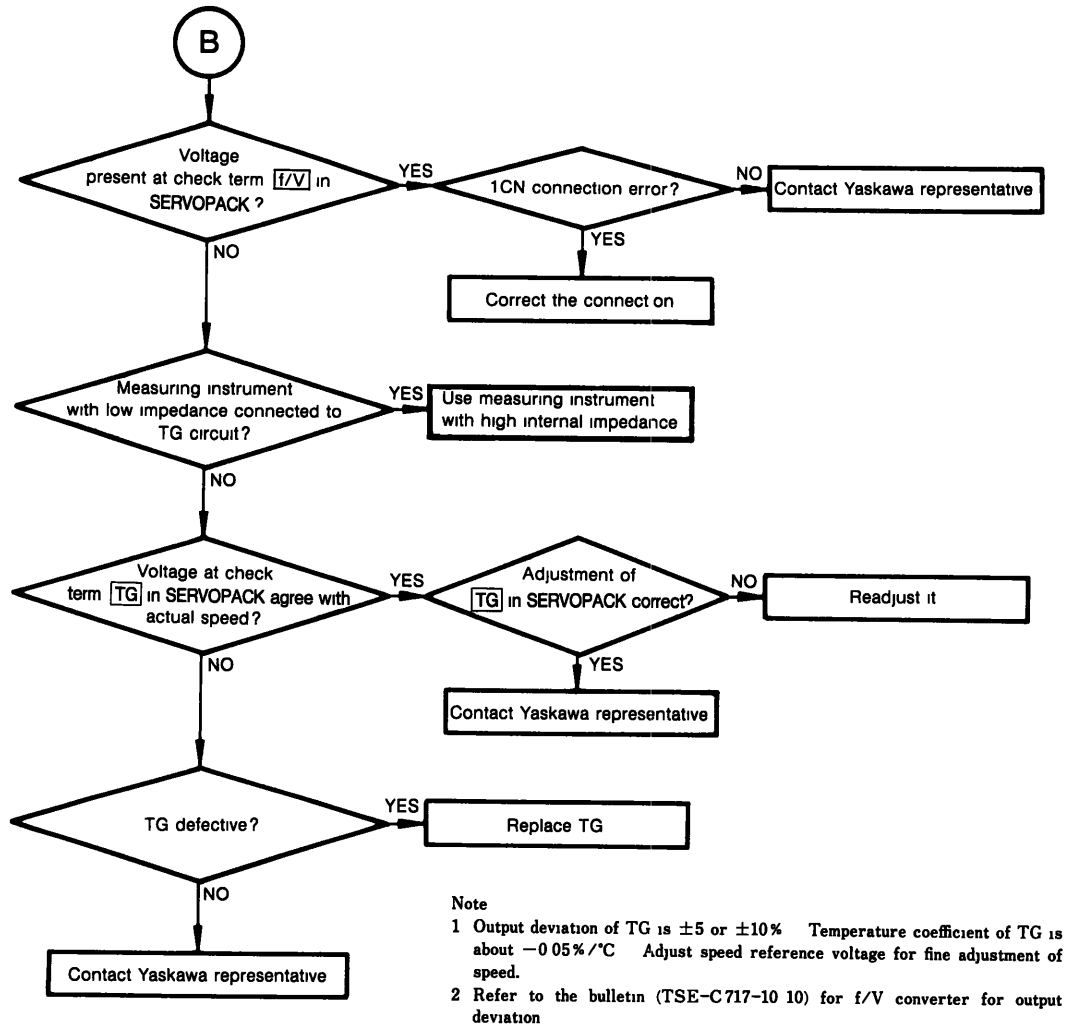 B
Voltage
present at check term f/V in
SERVOPACK?
YES
1CN connection error?
NO
Contact Yaskawa representative
NO
YES
Correct the connect on
Measuring instrument
with low impedance connected to
TG circuit?
YES
Use measuring instrument
with high internal impedance
NO
Voltage at check
term TG in SERVOPACK agree with
actual speed?
YES
Adjustment of
TG in SERVOPACK correct?
NO
Readjust it
NO
YES
Contact Yaskawa representative
TG defective?
YES
Replace TG
NO
Contact Yaskawa representative
Note
1 Output deviation of TG is ±5 or ±10% Temperature coefficient of TG is
about −0 05%/°C Adjust speed reference voltage for fine adjustment of
speed.
2 Refer to the bulletin (TSE-C 717-10 10) for f/V converter for output
deviation